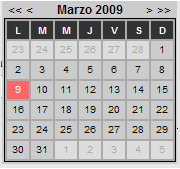 << < Marzo 2009 > >>
L M M J V S D
23 24 25 26 27 28 1
2 3 4 5 6 7 8
9 10 11 12 13 14 15
16 17 18 19 20 21 22
23 24 25 26 27 28 29
30 31 1 2 3 4 5